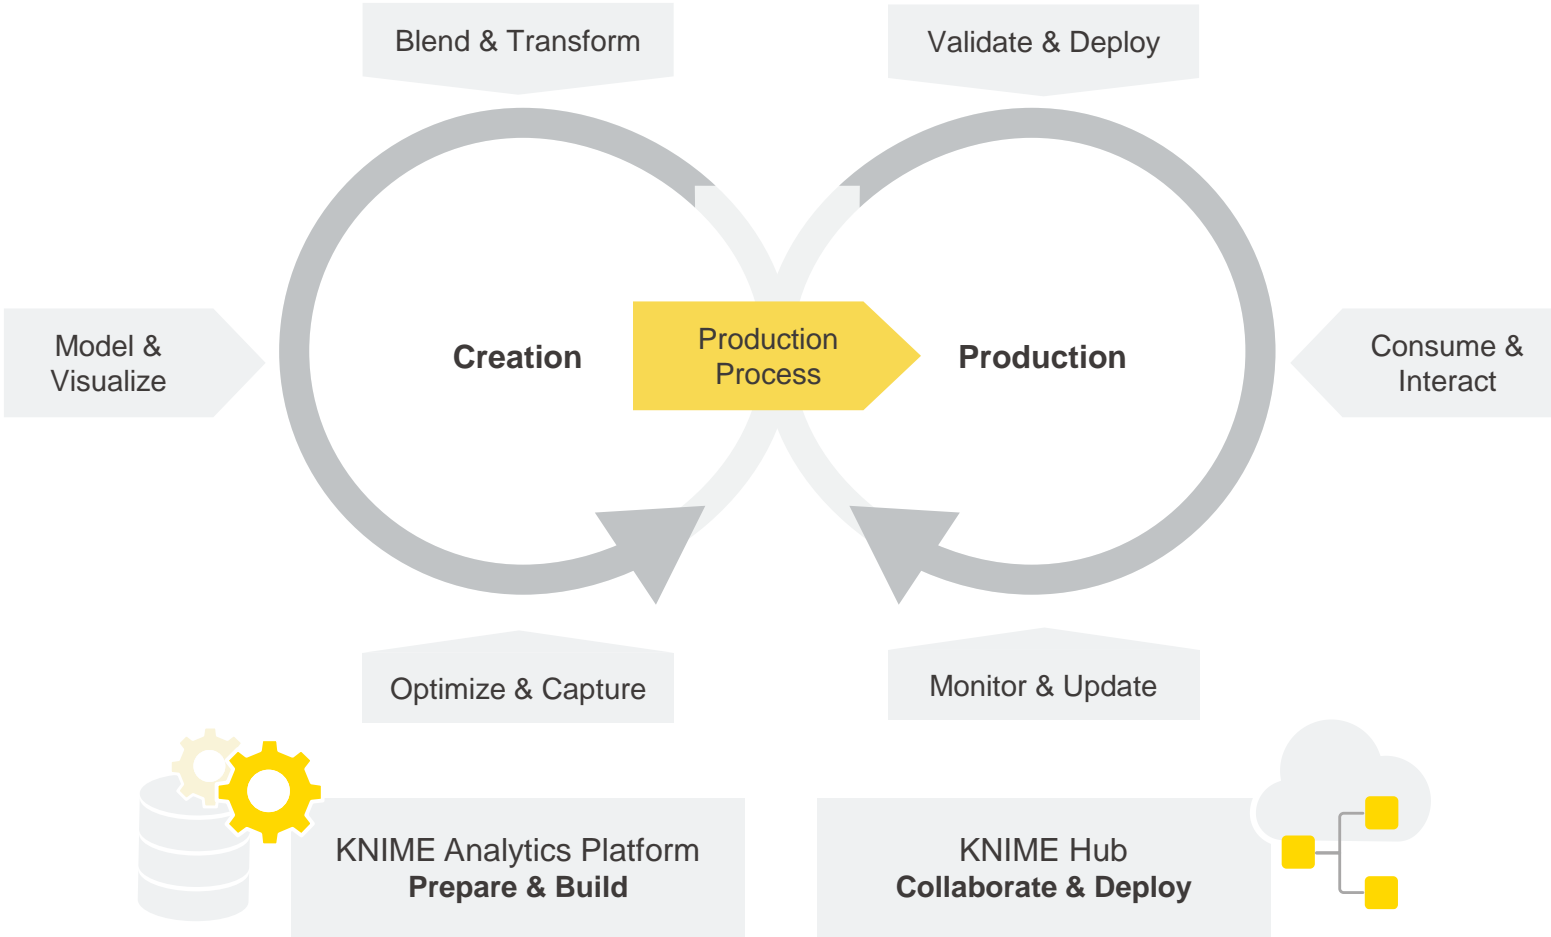 Blend & Transform
Validate & Deploy
Model &
Visualize
Creation
Production
Process
Production
Consume &
Interact
Optimize & Capture
Monitor & Update
KNIME Analytics Platform
Prepare & Build
KNIME Hub
Collaborate & Deploy